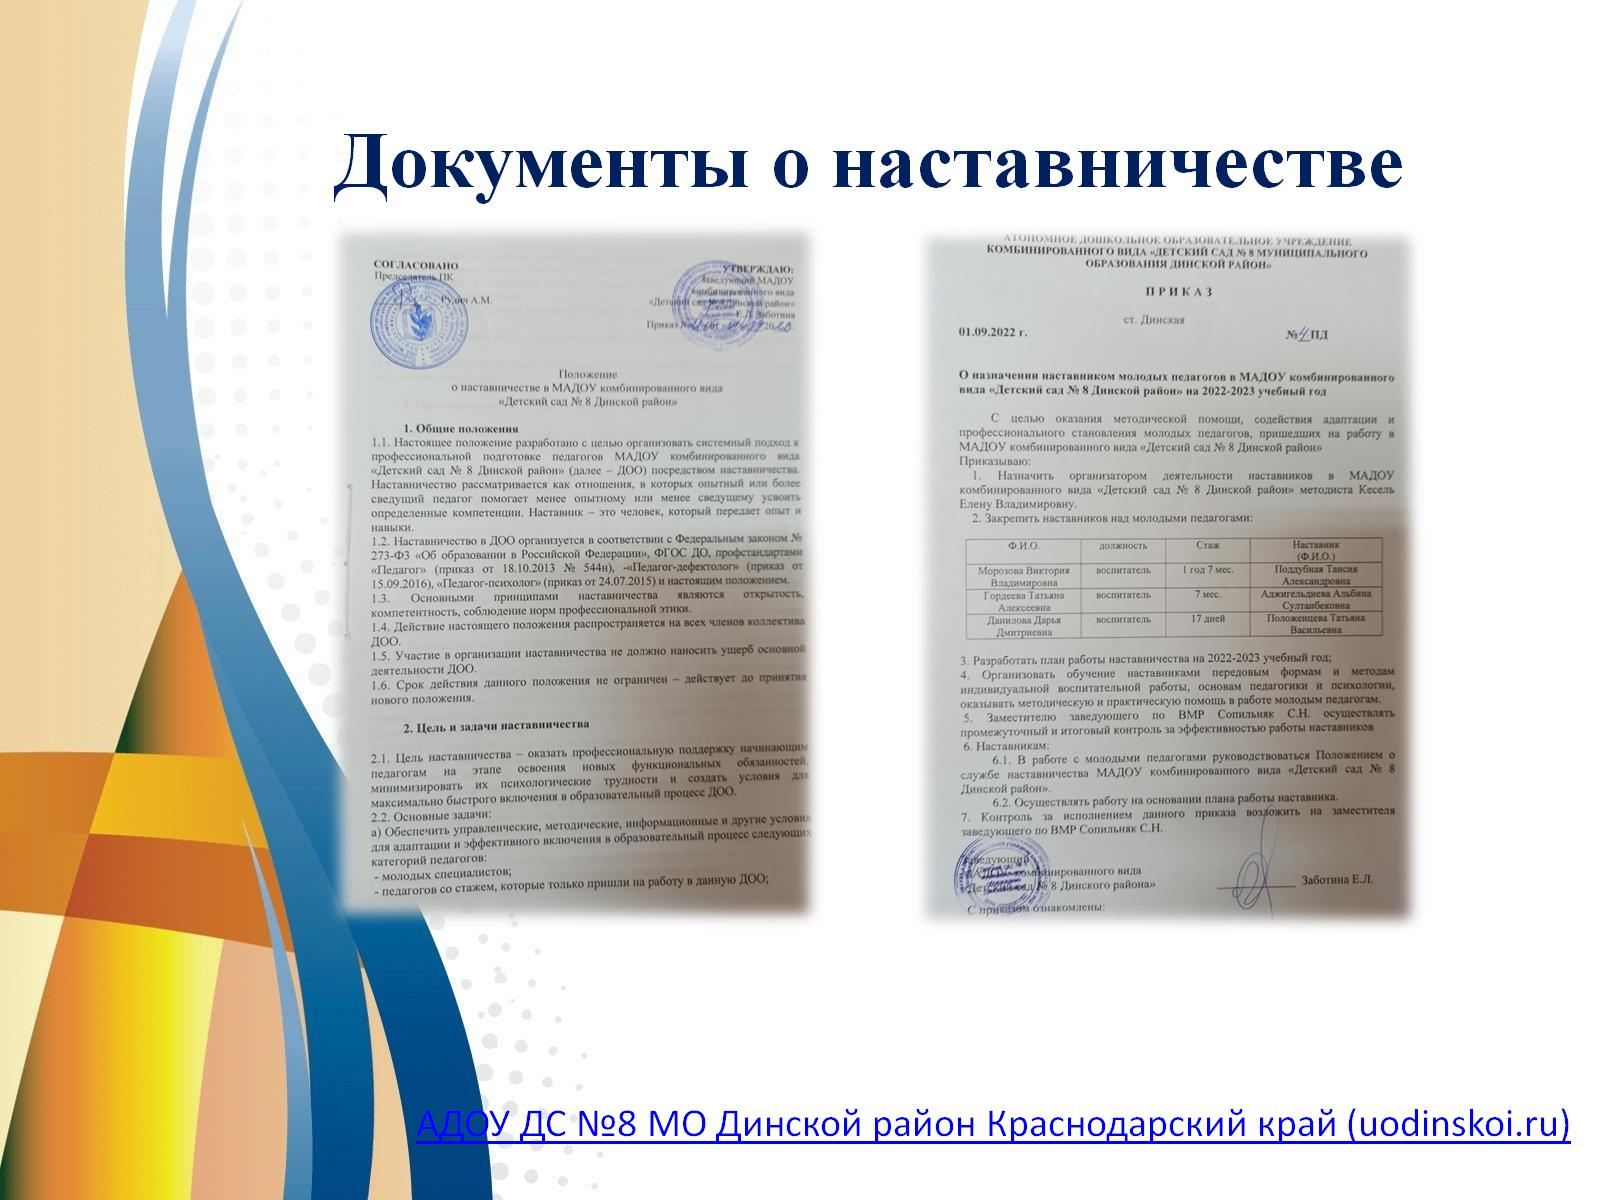 Документы о наставничестве
СОГЛАСОВАНО
Председатель ПК
Рудич А.М.
УТВЕРЖДАЮ:
Заведующий МАДОУ
комбинированного вида
«Детский сад № 8 Динской район»
Е.Л. Заботина
Приказ №
Положение
о наставничестве в МАДОУ комбинированного вида
«Детский сад № 8 Динской район»
1. Общие положения
1.1. Настоящее положение разработано с целью организовать системный подход к
профессиональной подготовке педагогов МАДОУ комбинированного вида
«Детский сад № 8 Динской район» (далее – ДОО) посредством наставничества.
Наставничество рассматривается как отношения, в которых опытный или более
сведущий педагог помогает менее опытному или менее сведущему усвоить
определенные компетенции. Наставник – это человек, который передает опыт и
навыки.
1.2. Наставничество в ДОО организуется в соответствии с Федеральным законом №
273-ФЗ «Об образовании в Российской Федерации», ФГОС ДО, профстандартами
«Педагог» (приказ от 18.10.2013 № 544н), -«Педагог-дефектолог» (приказ от
15.09.2016), «Педагог-психолог» (приказ от 24.07.2015) и настоящим положением.
1.3. Основными принципами наставничества являются открытость,
компетентность, соблюдение норм профессиональной этики.
1.4. Действие настоящего положения распространяется на всех членов коллектива
ДОО.
1.5. Участие в организации наставничества не должно наносить ущерб основной
деятельности ДОО.
1.6. Срок действия данного положения не ограничен – действует до принятия
нового положения.
2. Цель и задачи наставничества
2.1. Цель наставничества – оказать профессиональную поддержку начинающим
педагогам на этапе освоения новых функциональных обязанностей,
минимизировать их психологические трудности и создать условия для
максимально быстрого включения в образовательный процесс ДОО.
2.2. Основные задачи:
а) Обеспечить управленческие, методические, информационные и другие условия
для адаптации и эффективного включения в образовательный процесс следующих
категорий педагогов:
- молодых специалистов;
- педагогов со стажем, которые только пришли на работу в данную ДОО;
АТОНОМНОЕ ДОШКОЛЬНОЕ ОБРАЗОВАТЕЛЬНОЕ УЧРЕЖДЕНИЕ
КОМБИНИРОВАННОГО ВИДА «ДЕТСКИЙ САД № 8 МУНИЦИПАЛЬНОГО
ОБРАЗОВАНИЯ ДИНСКОЙ РАЙОН»
П Р И К А З
ст. Динская
01.09.2022 г. №4 ПД
О назначении наставником молодых педагогов в МАДОУ комбинированного
вида «Детский сад № 8 Динской район» на 2022-2023 учебный год
С целью оказания методической помощи, содействия адаптации и
профессионального становления молодых педагогов, пришедших на работу в
МАДОУ комбинированного вида «Детский сад № 8 Динской район»
Приказываю:
1. Назначить организатором деятельности наставников в МАДОУ
комбинированного вида «Детский сад № 8 Динской район» методиста Кесель
Елену Владимировну.
2. Закрепить наставников над молодыми педагогами:
Ф.И.О. должность Стаж Наставник
(Ф.И.О.)
Морозова Виктория воспитатель 1 год 7 мес. Поддубная Таисия
Владимировна Александровна
Гордеева Татьяна воспитатель 7 мес. Аджигельдиева Альбина
Алексеевна Султанбековна
Данилова Дарья воспитатель 17 дней Положенцева Татьяна
Дмитриевна Васильевна
3. Разработать план работы наставничества на 2022-2023 учебный год;
4. Организовать обучение наставниками передовым формам и методам
индивидуальной воспитательной работы, основам педагогики и психологии,
оказывать методическую и практическую помощь в работе молодым педагогам.
5. Заместителю заведующего по ВМР Сопильняк С.Н. осуществлять
промежуточный и итоговый контроль за эффективностью работы наставников
6. Наставникам:
6.1. В работе с молодыми педагогами руководствоваться Положением о
службе наставничества МАДОУ комбинированного вида «Детский сад № 8
Динской район».
6.2. Осуществлять работу на основании плана работы наставника.
7. Контроль за исполнением данного приказа возложить на заместителя
заведующего по ВМР Сопильняк С.Н.
Заведующий
МАДОУ комбинированного вида
«Детский сад № 8 Динского района» Заботина Е.Л.
С приказом ознакомлены:
АДОУ ДС №8 МО Динской район Краснодарский край (uodinskoi.ru)